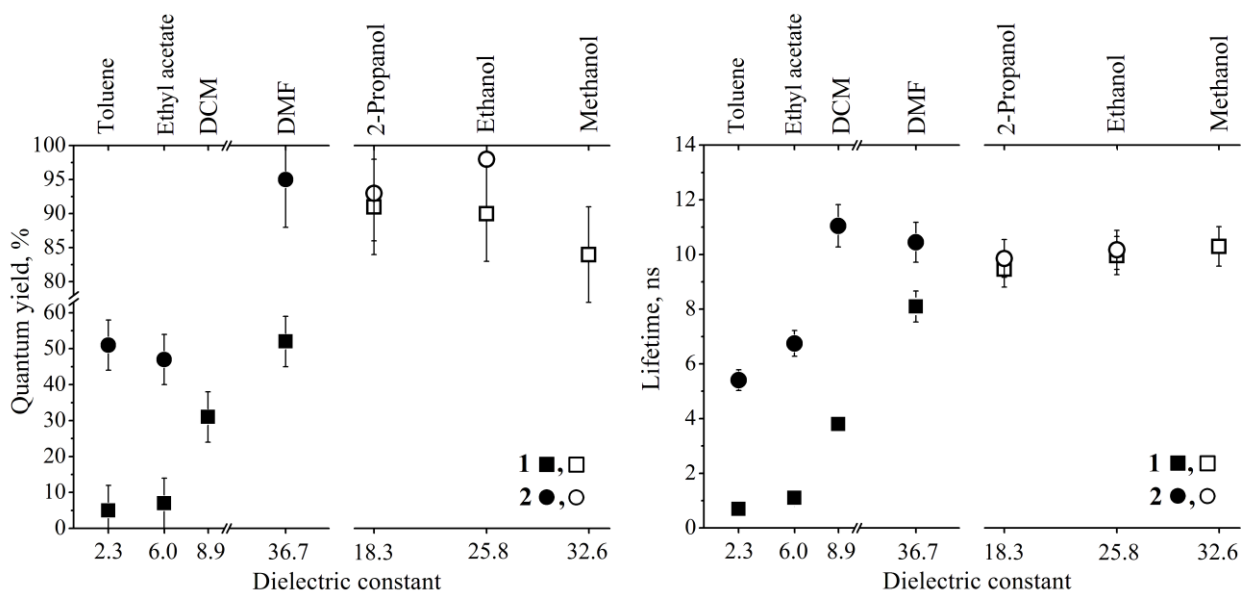 Toluene
Ethyl acetate
DCM
DMF
2-Propanol
Ethanol
Methanol
Quantum yield, %
100
95
90
85
80
60
50
40
30
20
10
0
1 ,
2 ,
2.3
6.0
8.9
36.7
18.3
25.8
32.6
Dielectric constant
Toluene
Ethyl acetate
DCM
DMF
2-Propanol
Ethanol
Methanol
Lifetime, ns
14
12
10
8
6
4
2
0
1 ,
2 ,
2.3
6.0
8.9
36.7
18.3
25.8
32.6
Dielectric constant